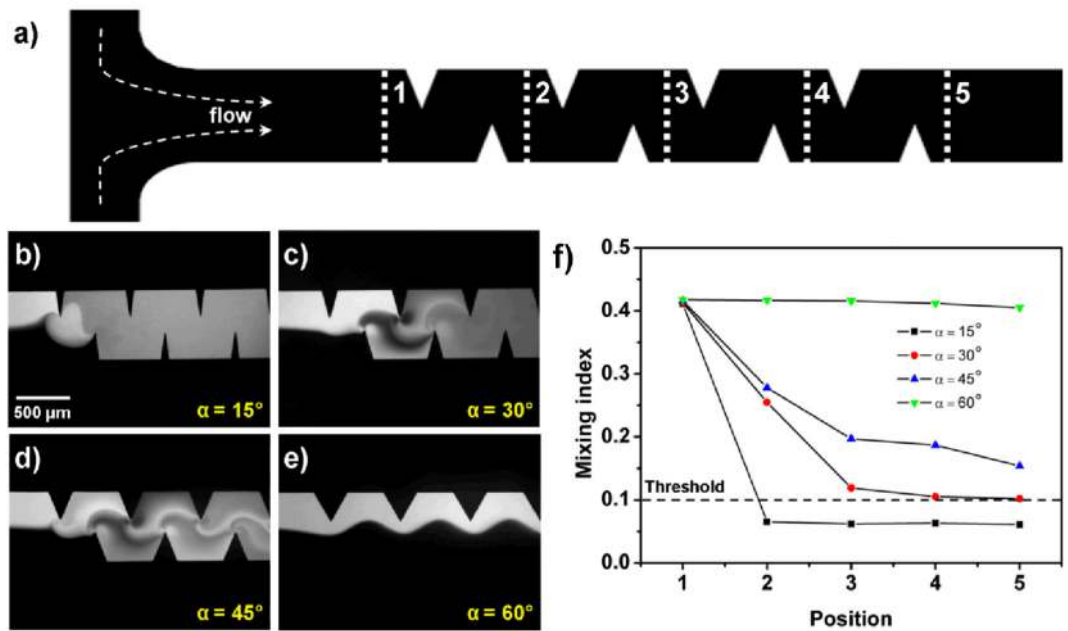 a)
1
2
3
4
5
flow
b)
500 µm
α = 15°
c)
α = 30°
d)
α = 45°
e)
α = 60°
f)
Mixing index
0.5
0.4
0.3
0.2
0.1
0.0
α = 15°
α = 30°
α = 45°
α = 60°
Threshold
1 2 3 4 5
Position